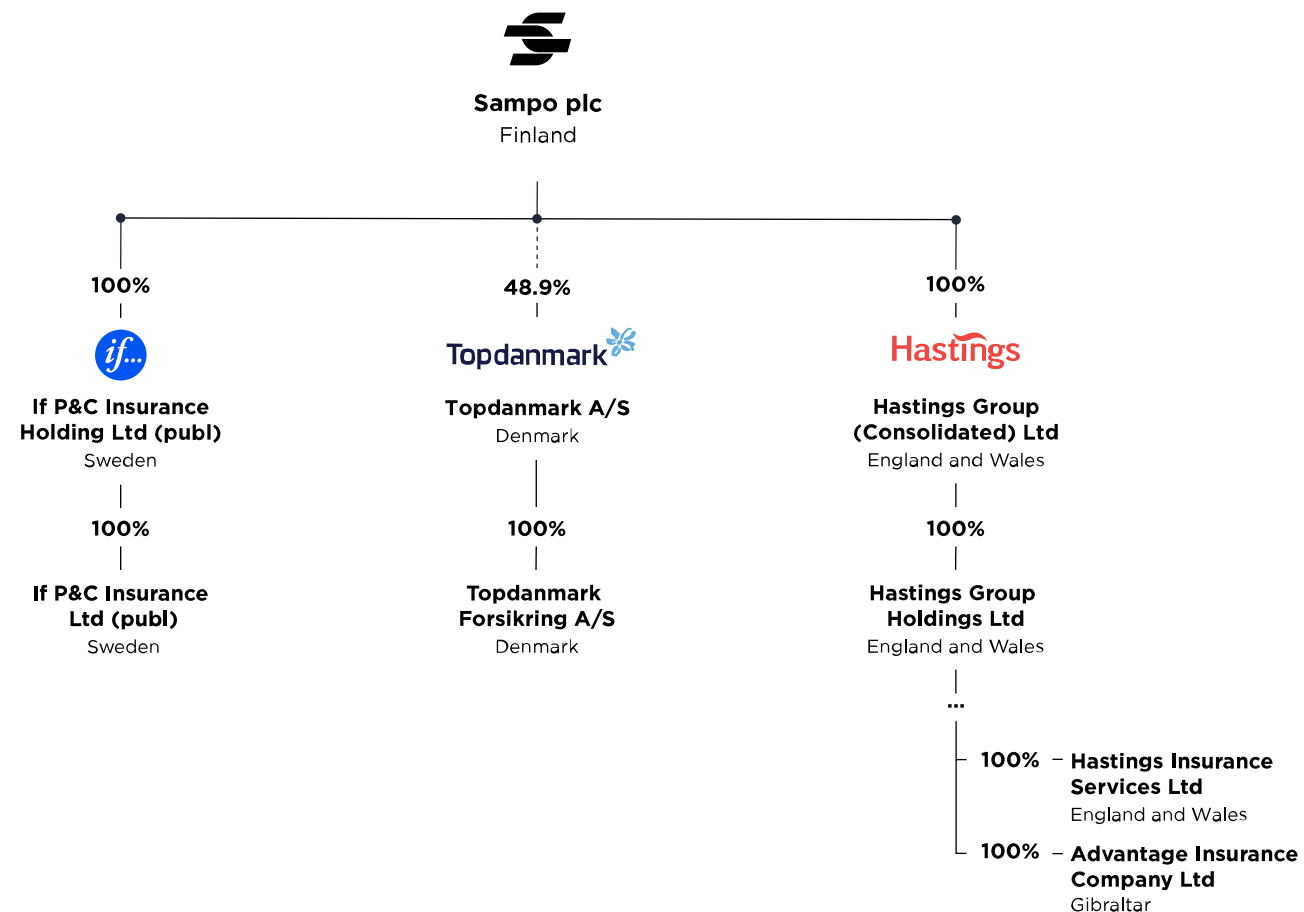 Sampo plc
Finland
100%
48.9%
100%
if...
Topdanmark
Hastings
If P&C Insurance
Holding Ltd (publ)
Sweden
Topdanmark A/S
Denmark
Hastings Group
(Consolidated) Ltd
England and Wales
100%
100%
100%
If P&C Insurance
Ltd (publ)
Sweden
Topdanmark
Forsikring A/S
Denmark
Hastings Group
Holdings Ltd
England and Wales
...
100%
Hastings Insurance
Services Ltd
England and Wales
100%
Advantage Insurance
Company Ltd
Gibraltar